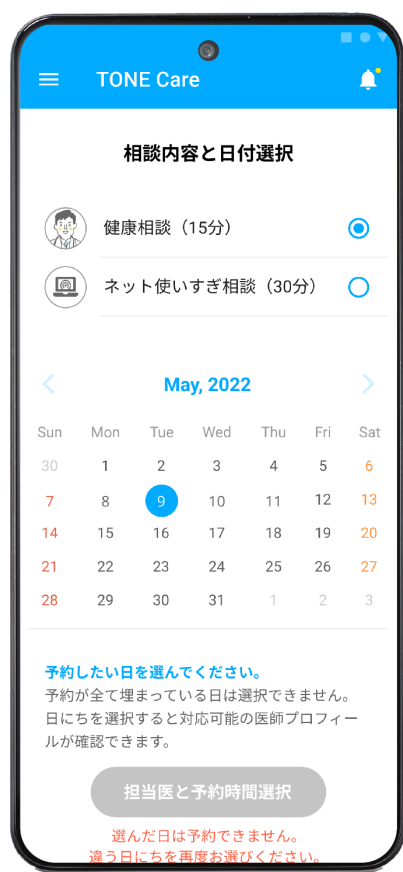 TONE Care
相談内容と日付選択
健康相談（15分）
ネット使いすぎ相談（30分）
May, 2022
Sun Mon Tue Wed Thu Fri Sat
30 1 2 3 4 5 6
7 8 9 10 11 12 13
14 15 16 17 18 19 20
21 22 23 24 25 26 27
28 29 30 31 1 2 3
予約したい日を選んでください。
予約が全て埋まっている日は選択できません。
日にちを選択すると対応可能の医師プロフィー
ルが確認できます。
担当医と予約時間選択
選んだ日は予約できません。
違う日にちを再度お選びください。